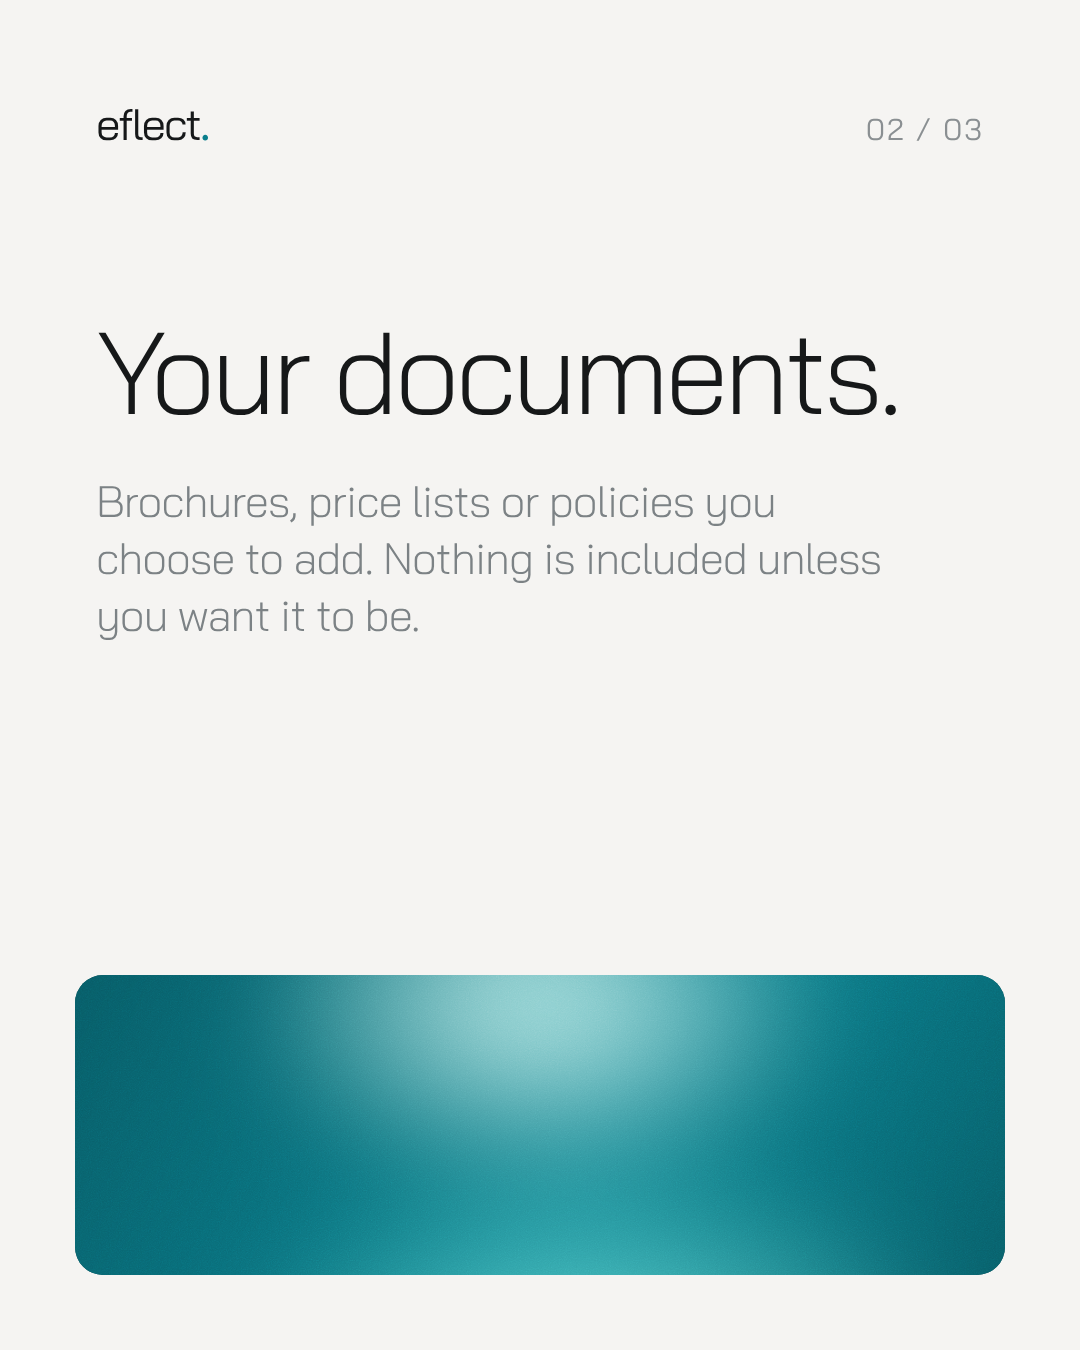 eflect.
02 / 03
Your documents.
Brochures, price lists or policies you
choose to add. Nothing is included unless
you want it to be.